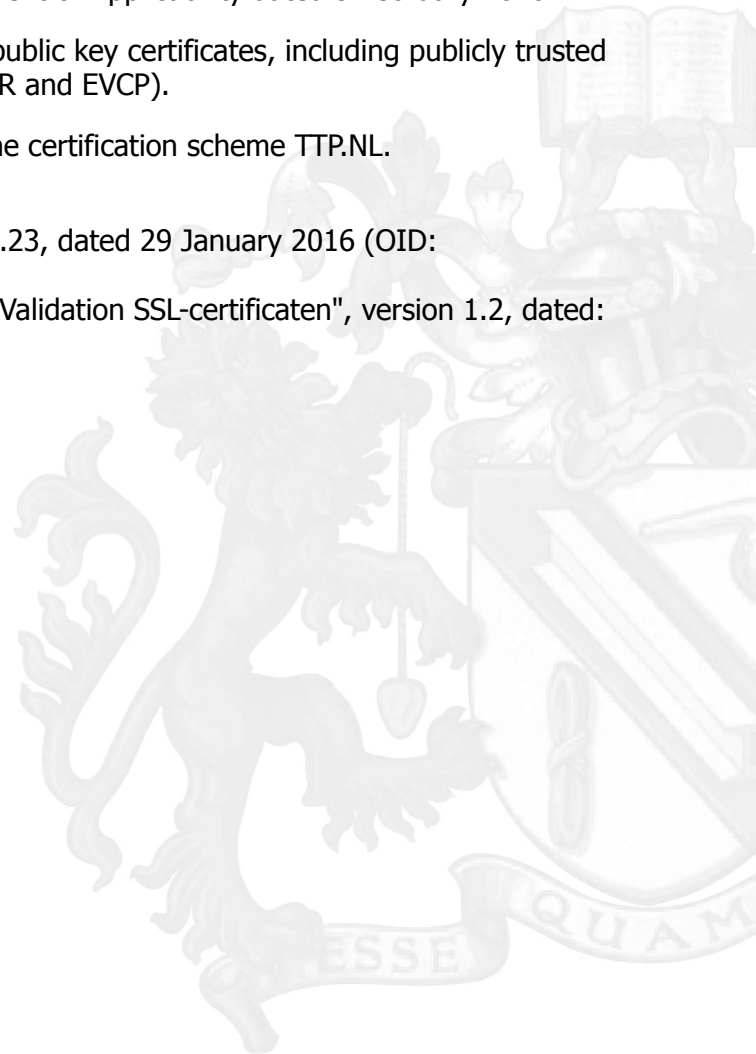 public key certificates, including publicly trusted
R and EVCP).
ne certification scheme TTP.NL.
.23, dated 29 January 2016 (OID:
Validation SSL-certificaten", version 1.2, dated:
ESSE
QUAM